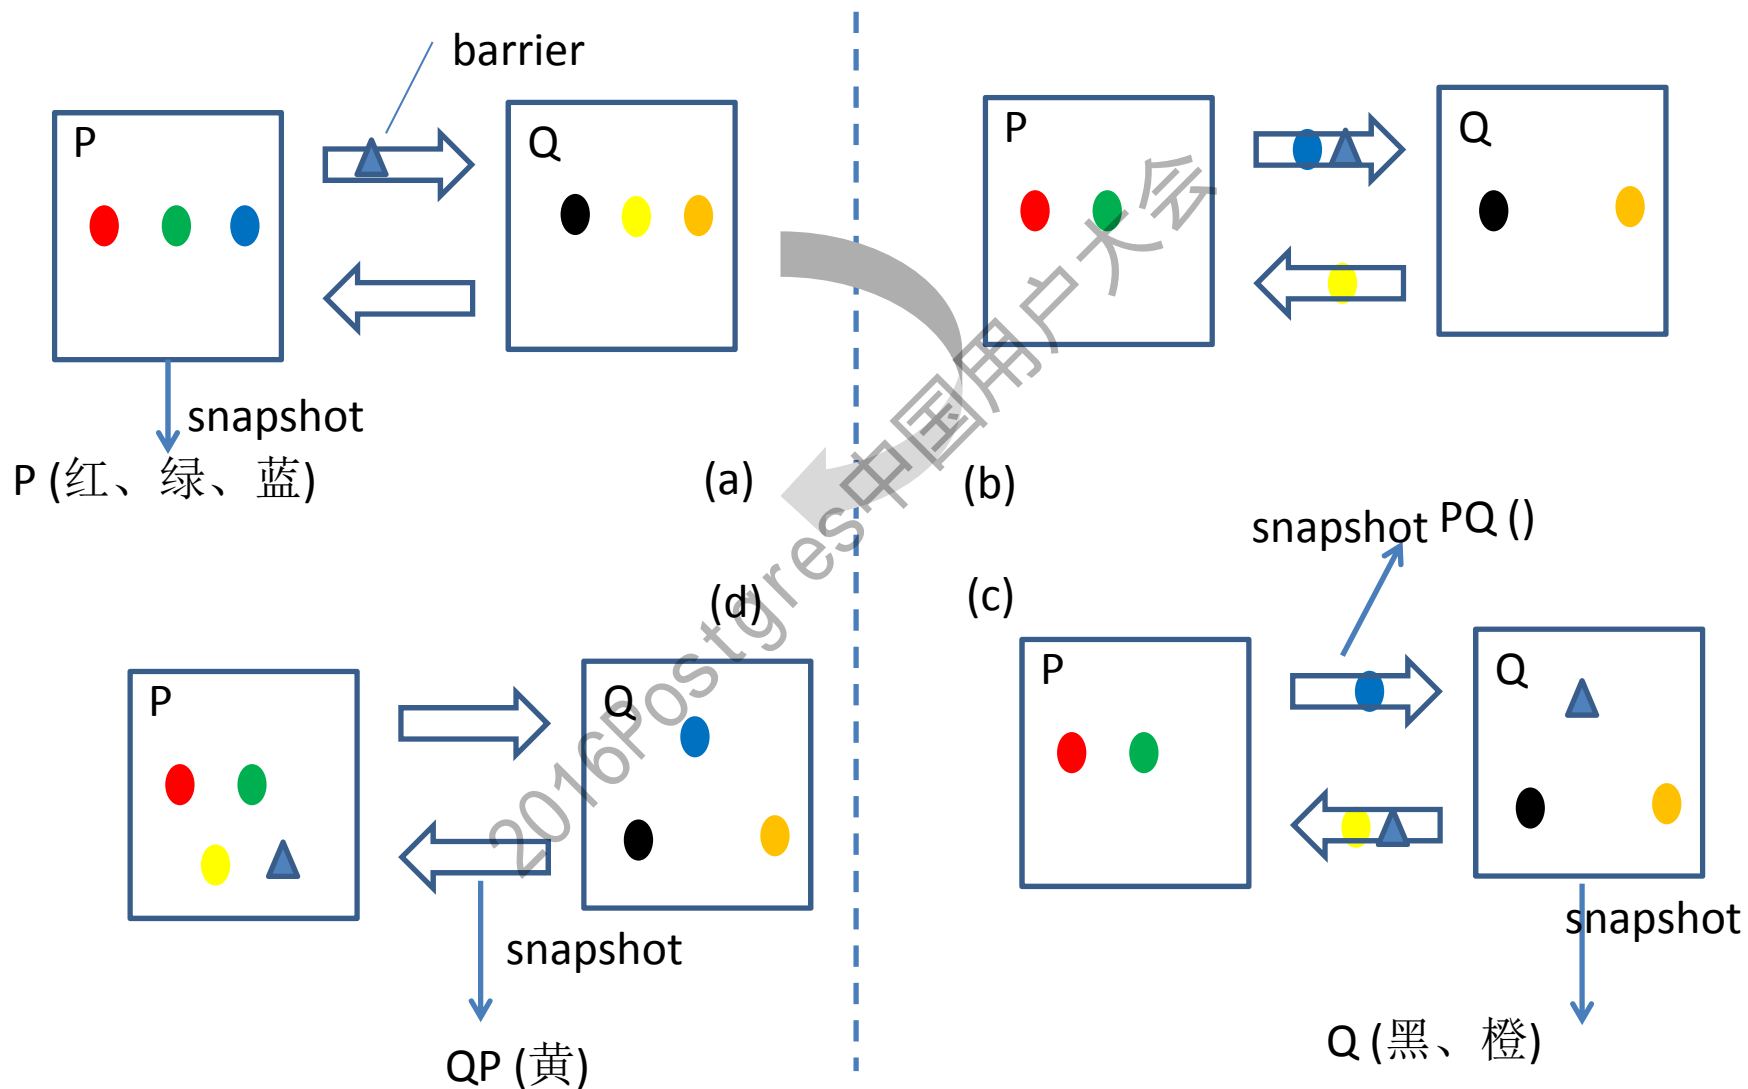 barrier
P
Q
snapshot
P (红、绿、蓝)
(a)
P
Q
(b)
snapshot PQ ()
(c)
P
Q
snapshot
Q (黑、橙)
(d)
P
Q
snapshot
QP (黄)
2016Postgres中国用户大会